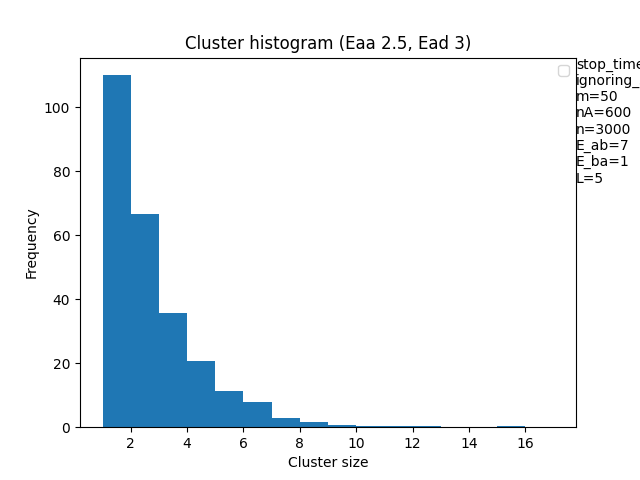 Cluster histogram (Eaa 2.5, Ead 3)
stop_time
ignoring_
m=50
nA=600
n=3000
E_ab=7
E_ba=1
L=5
100
80
60
40
20
0
Frequency
2 4 6 8 10 12 14 16
Cluster size